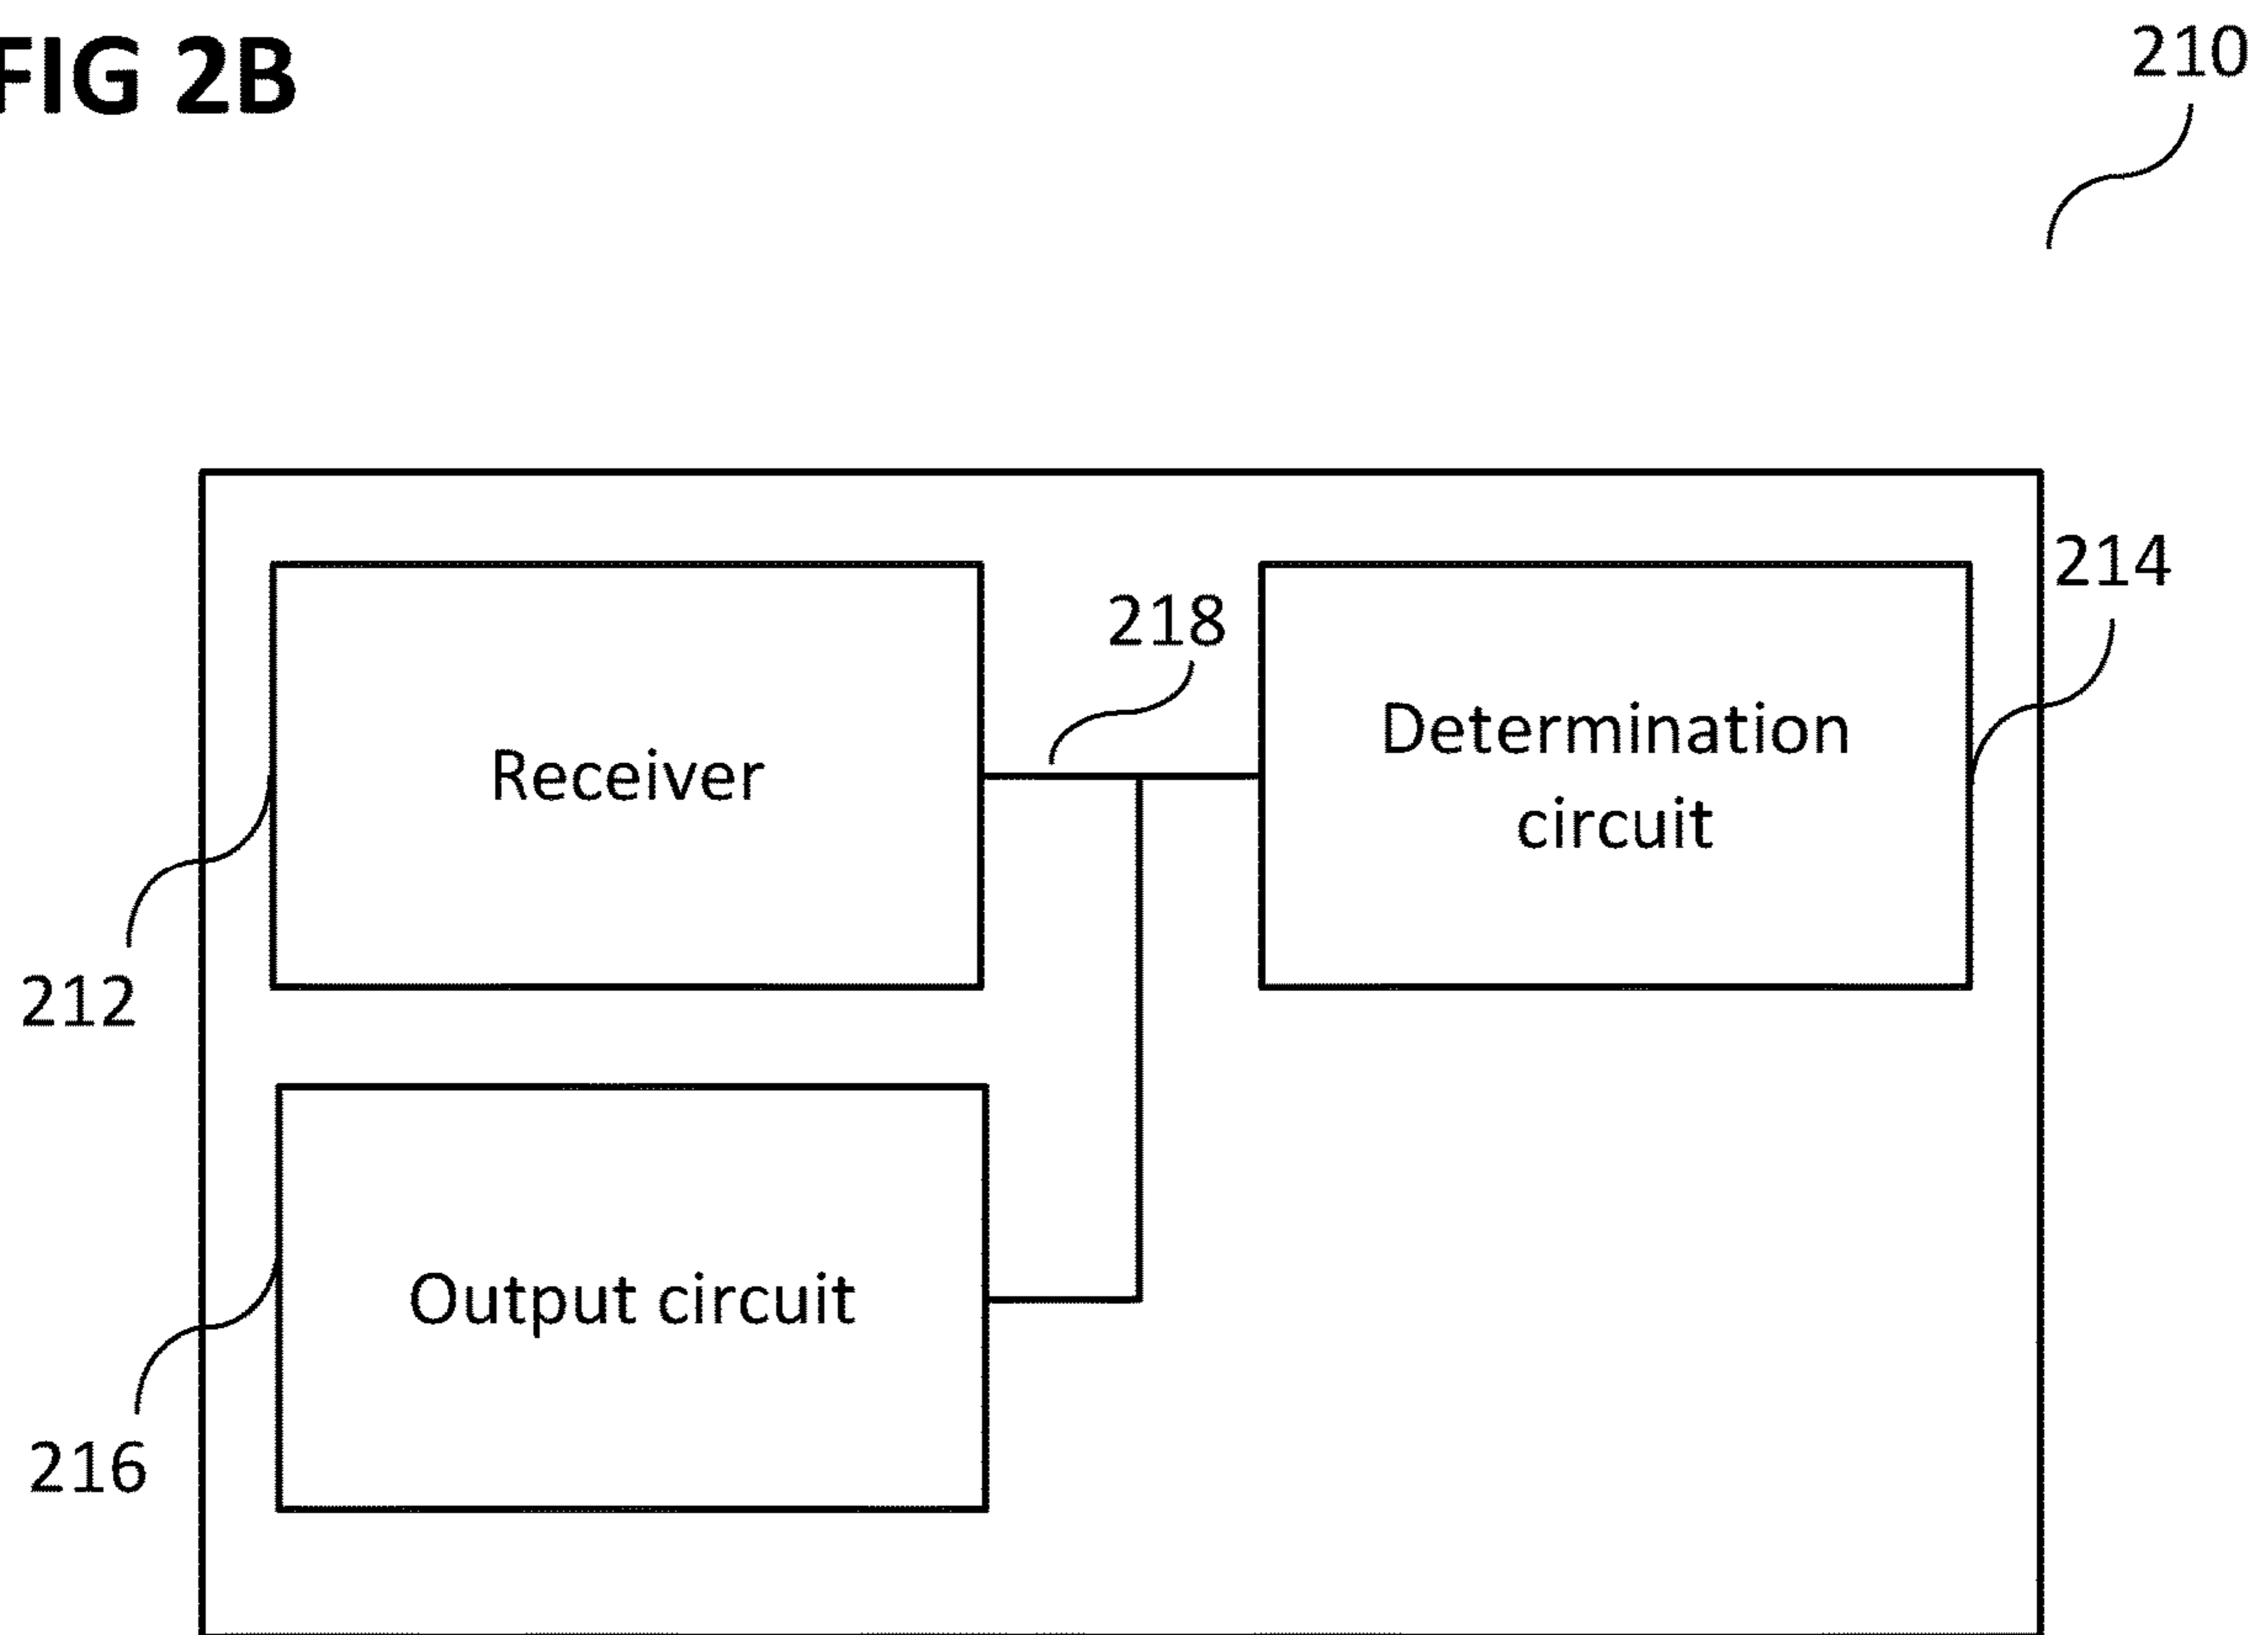 FIG 2B
210
214
218
Receiver
Determination
circuit
212
Output circuit
216